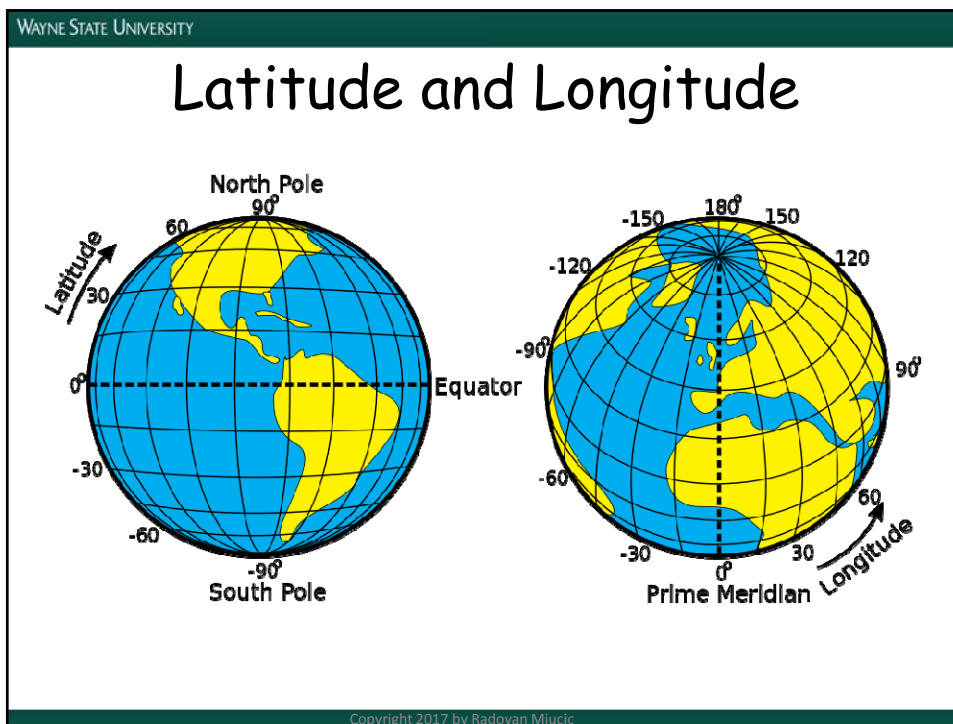 WAYNE STATE UNIVERSITY
Latitude and Longitude
North Pole
90°
60
Latitude
30
0°
Equator
-30
-60
-90°
South Pole
180°
-150
150
-120
120
-90°
90°
-60
60
-30
30
Longitude
0°
Prime Meridian
Copyright 2017 by Radovan Miucic